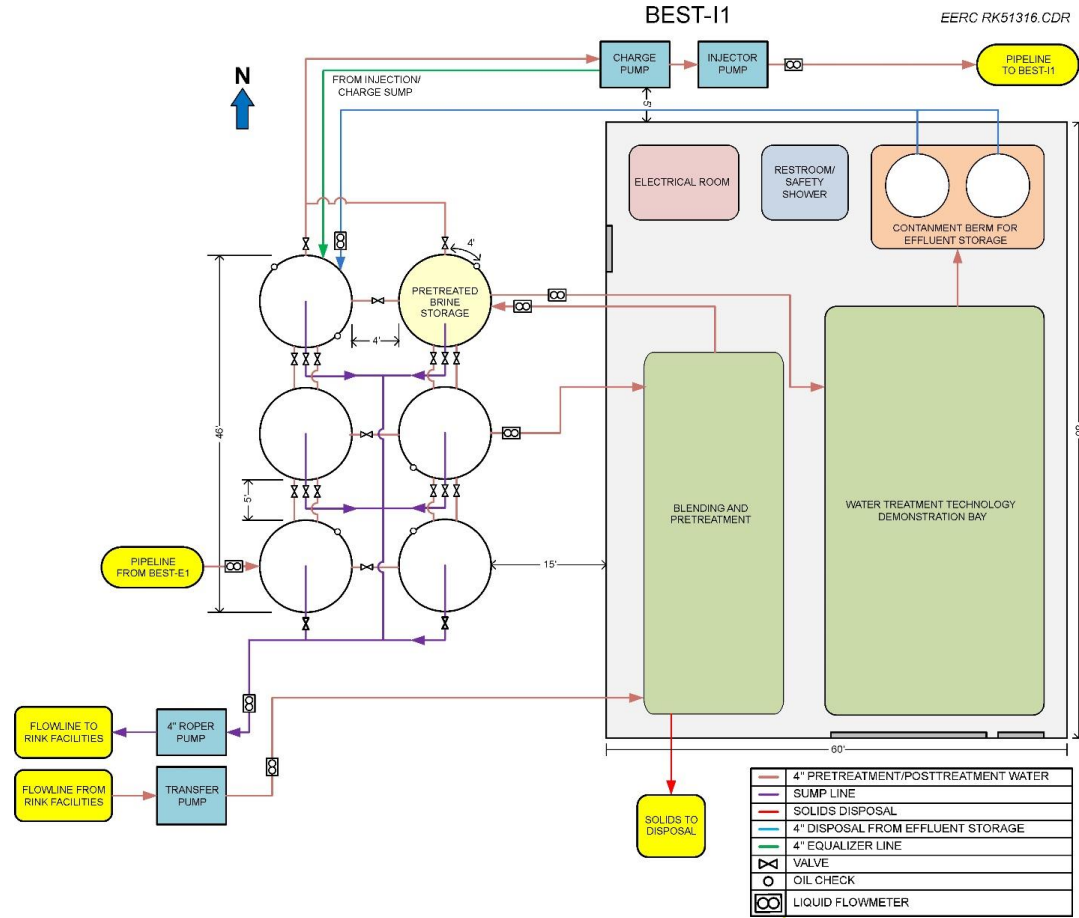 BEST-I1
EERC RK51316.CDR
CHARGE
PUMP
INJECTOR
PUMP
PIPELINE
TO BEST-I1
N
FROM INJECTION/
CHARGE SUMP
5'
ELECTRICAL ROOM
RESTROOM/
SAFETY
SHOWER
CONTANMENT BERM FOR
EFFLUENT STORAGE
4'
PRETREATED
BRINE
STORAGE
4'
46'
5'
BLENDING AND
PRETREATMENT
WATER TREATMENT TECHNOLOGY
DEMONSTRATION BAY
PIPELINE
FROM BEST-E1
15'
FLOWLINE TO
RINK FACILITIES
4" ROPER
PUMP
FLOWLINE FROM
RINK FACILITIES
TRANSFER
PUMP
60'
SOLIDS TO
DISPOSAL
4" PRETREATMENT/POSTTREATMENT WATER
SUMP LINE
SOLIDS DISPOSAL
4" DISPOSAL FROM EFFLUENT STORAGE
4" EQUALIZER LINE
VALVE
OIL CHECK
LIQUID FLOWMETER